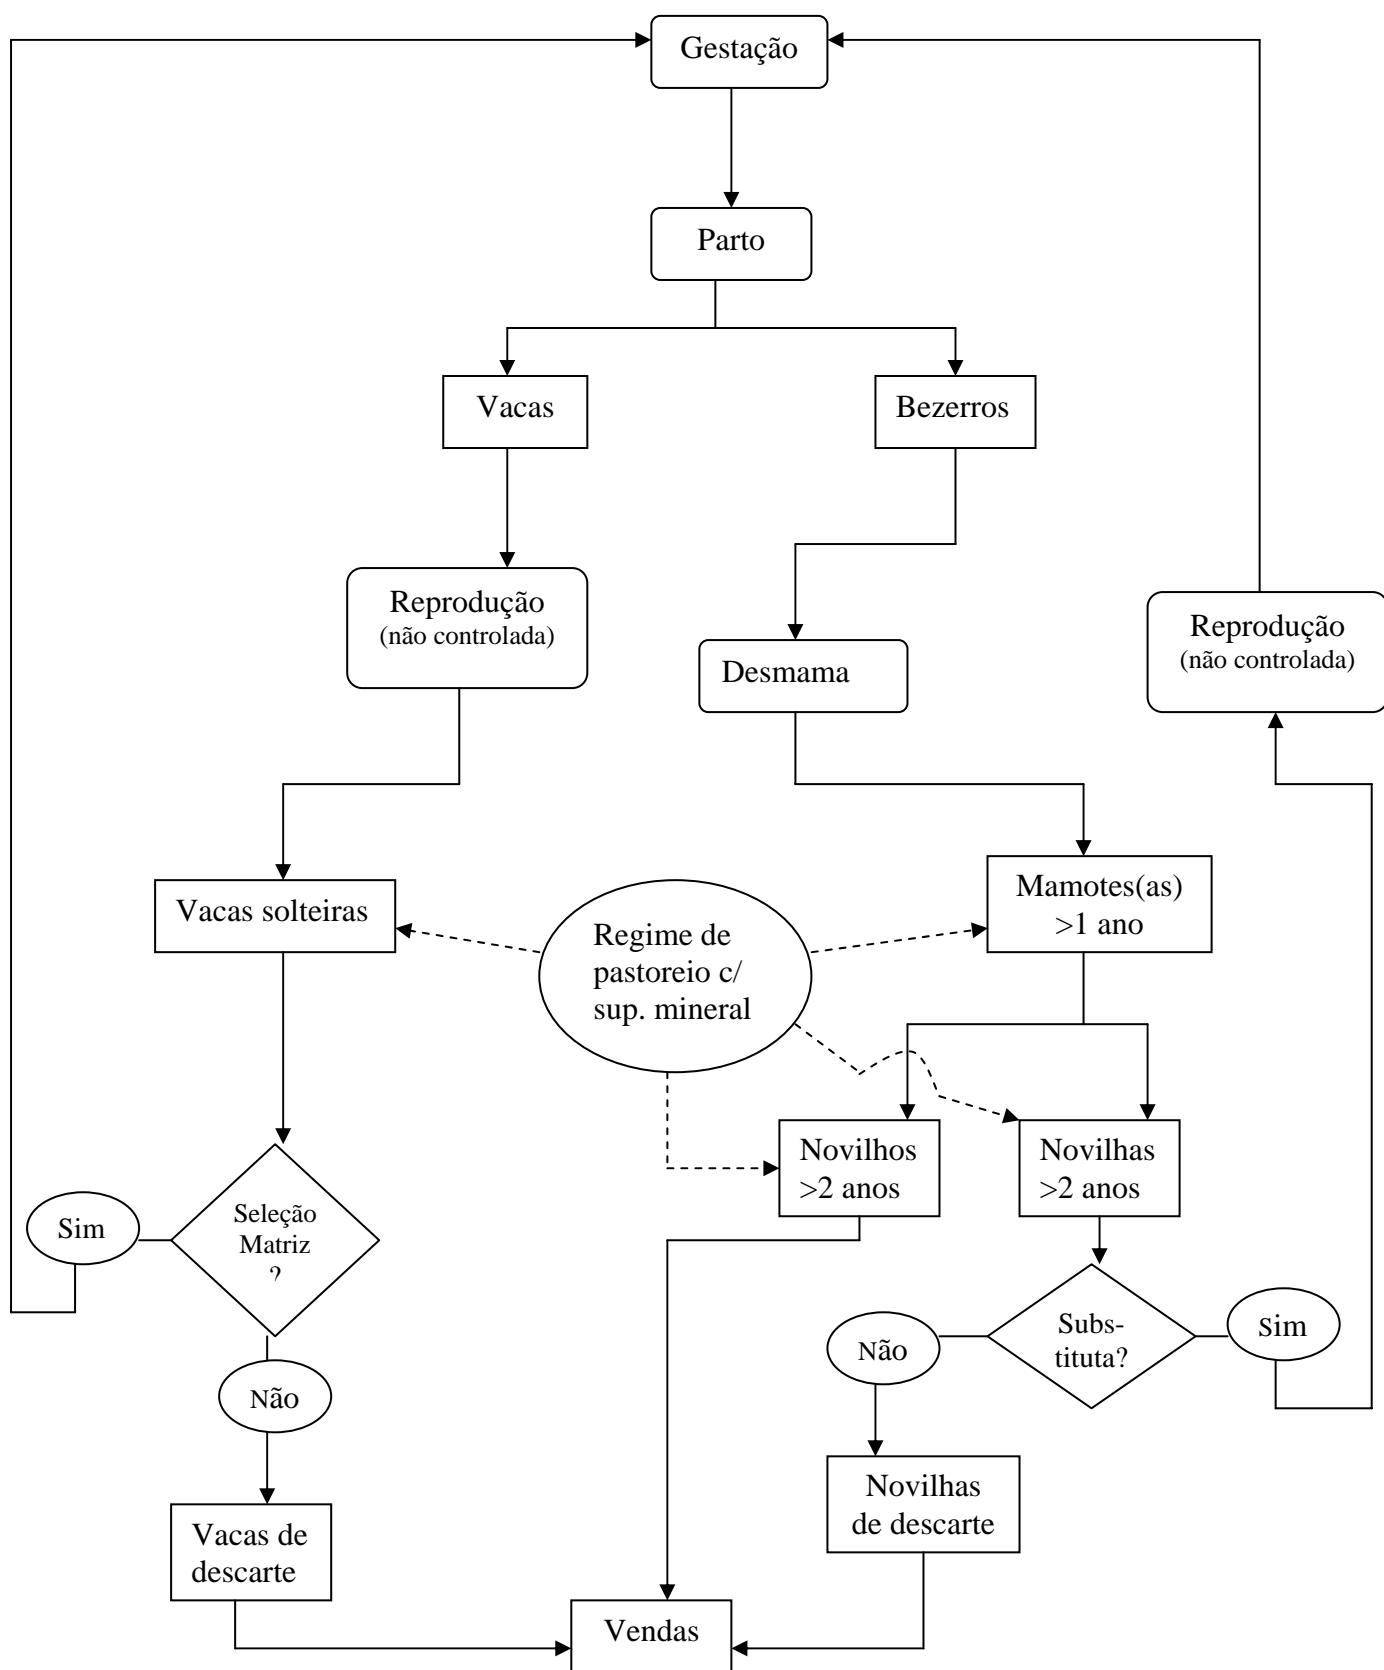 Gestação
Parto
Vacas
Bezerros
Reprodução
(não controlada)
Desmama
Reprodução
(não controlada)
Vacas solteiras
Regime de
pastoreio c/
sup. mineral
Mamotes(as)
>1 ano
Novilhos
>2 anos
Novilhas
>2 anos
Sim
Seleção
Matriz
?
Não
Subs-
tituta?
Sim
Não
Vacas de
descarte
Novilhas
de descarte
Vendas